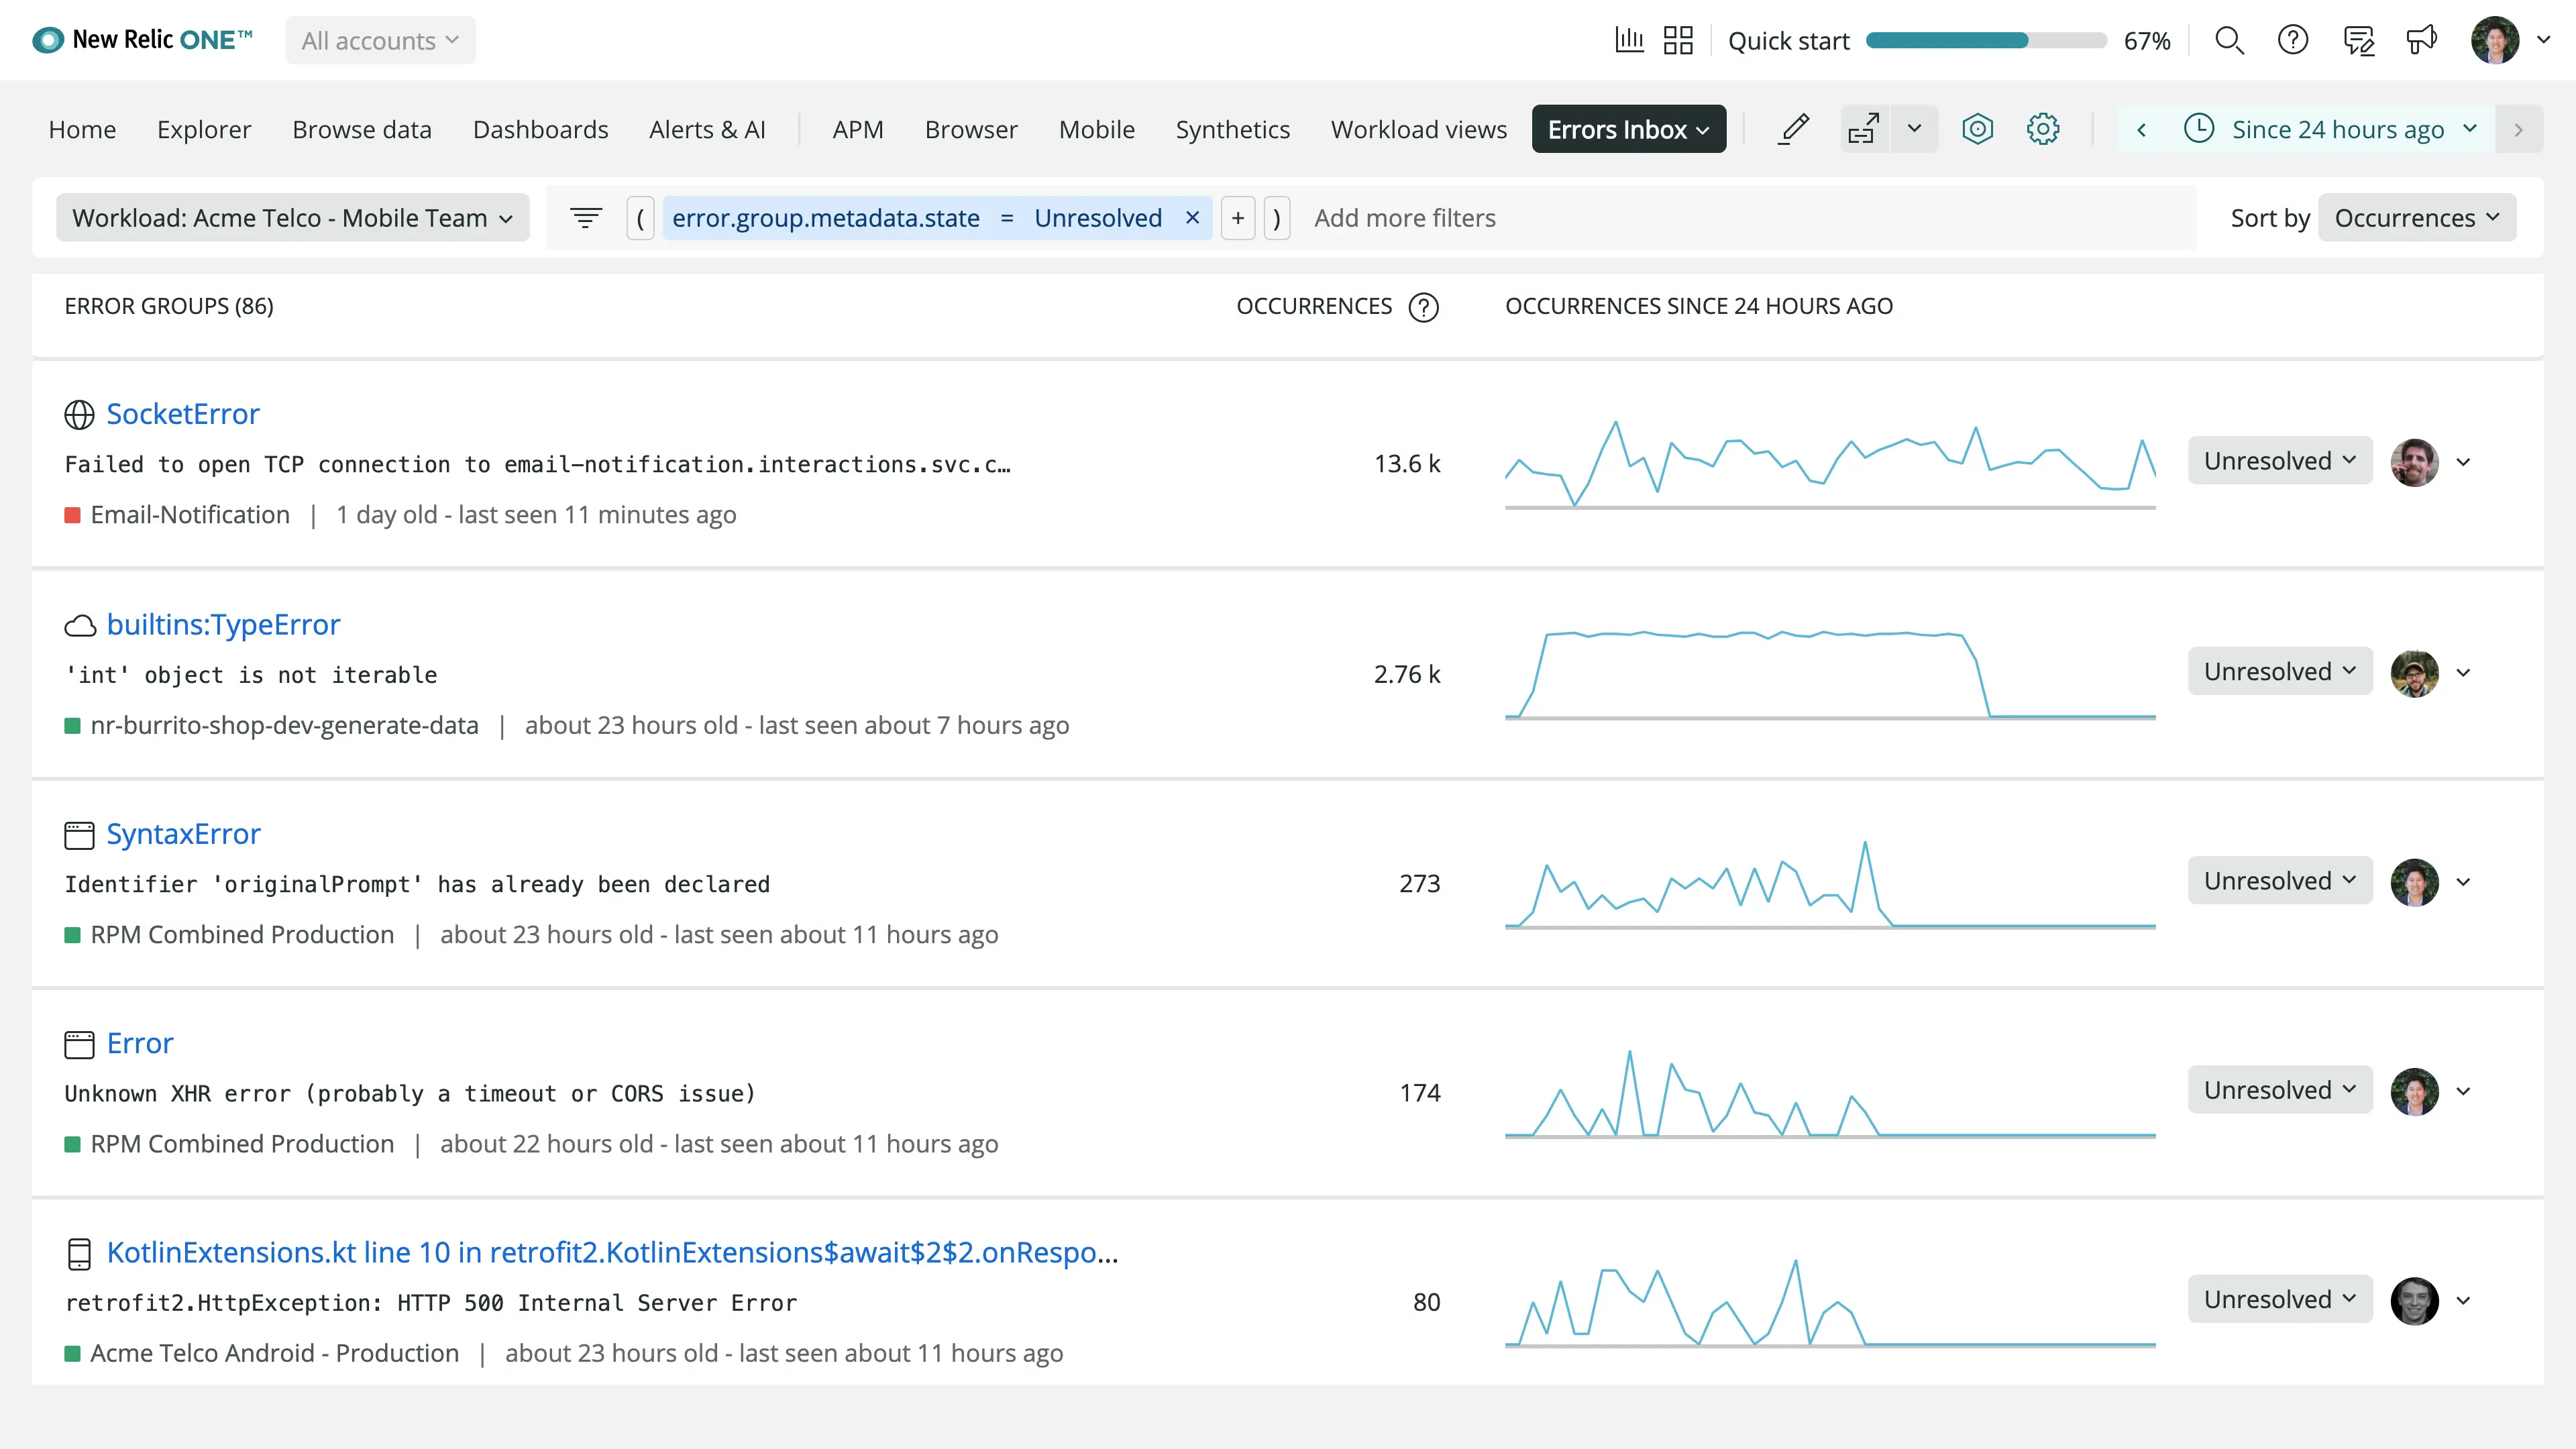 New Relic ONE™ All accounts Quick start 67%
Home Explorer Browse data Dashboards Alerts & AI APM Browser Mobile Synthetics Workload views Errors Inbox Since 24 hours ago
Workload: Acme Telco - Mobile Team ( error.group.metadata.state = Unresolved × + ) Add more filters Sort by Occurrences
ERROR GROUPS (86) OCCURRENCES ? OCCURRENCES SINCE 24 HOURS AGO
SocketError
Failed to open TCP connection to email-notification.interactions.svc.c… 13.6 k Unresolved
Email-Notification | 1 day old - last seen 11 minutes ago
builtins:TypeError
'int' object is not iterable 2.76 k Unresolved
nr-burrito-shop-dev-generate-data | about 23 hours old - last seen about 7 hours ago
SyntaxError
Identifier 'originalPrompt' has already been declared 273 Unresolved
RPM Combined Production | about 23 hours old - last seen about 11 hours ago
Error
Unknown XHR error (probably a timeout or CORS issue) 174 Unresolved
RPM Combined Production | about 22 hours old - last seen about 11 hours ago
KotlinExtensions.kt line 10 in retrofit2.KotlinExtensions$await$2$2.onRespo...
retrofit2.HttpException: HTTP 500 Internal Server Error 80 Unresolved
Acme Telco Android - Production | about 23 hours old - last seen about 11 hours ago